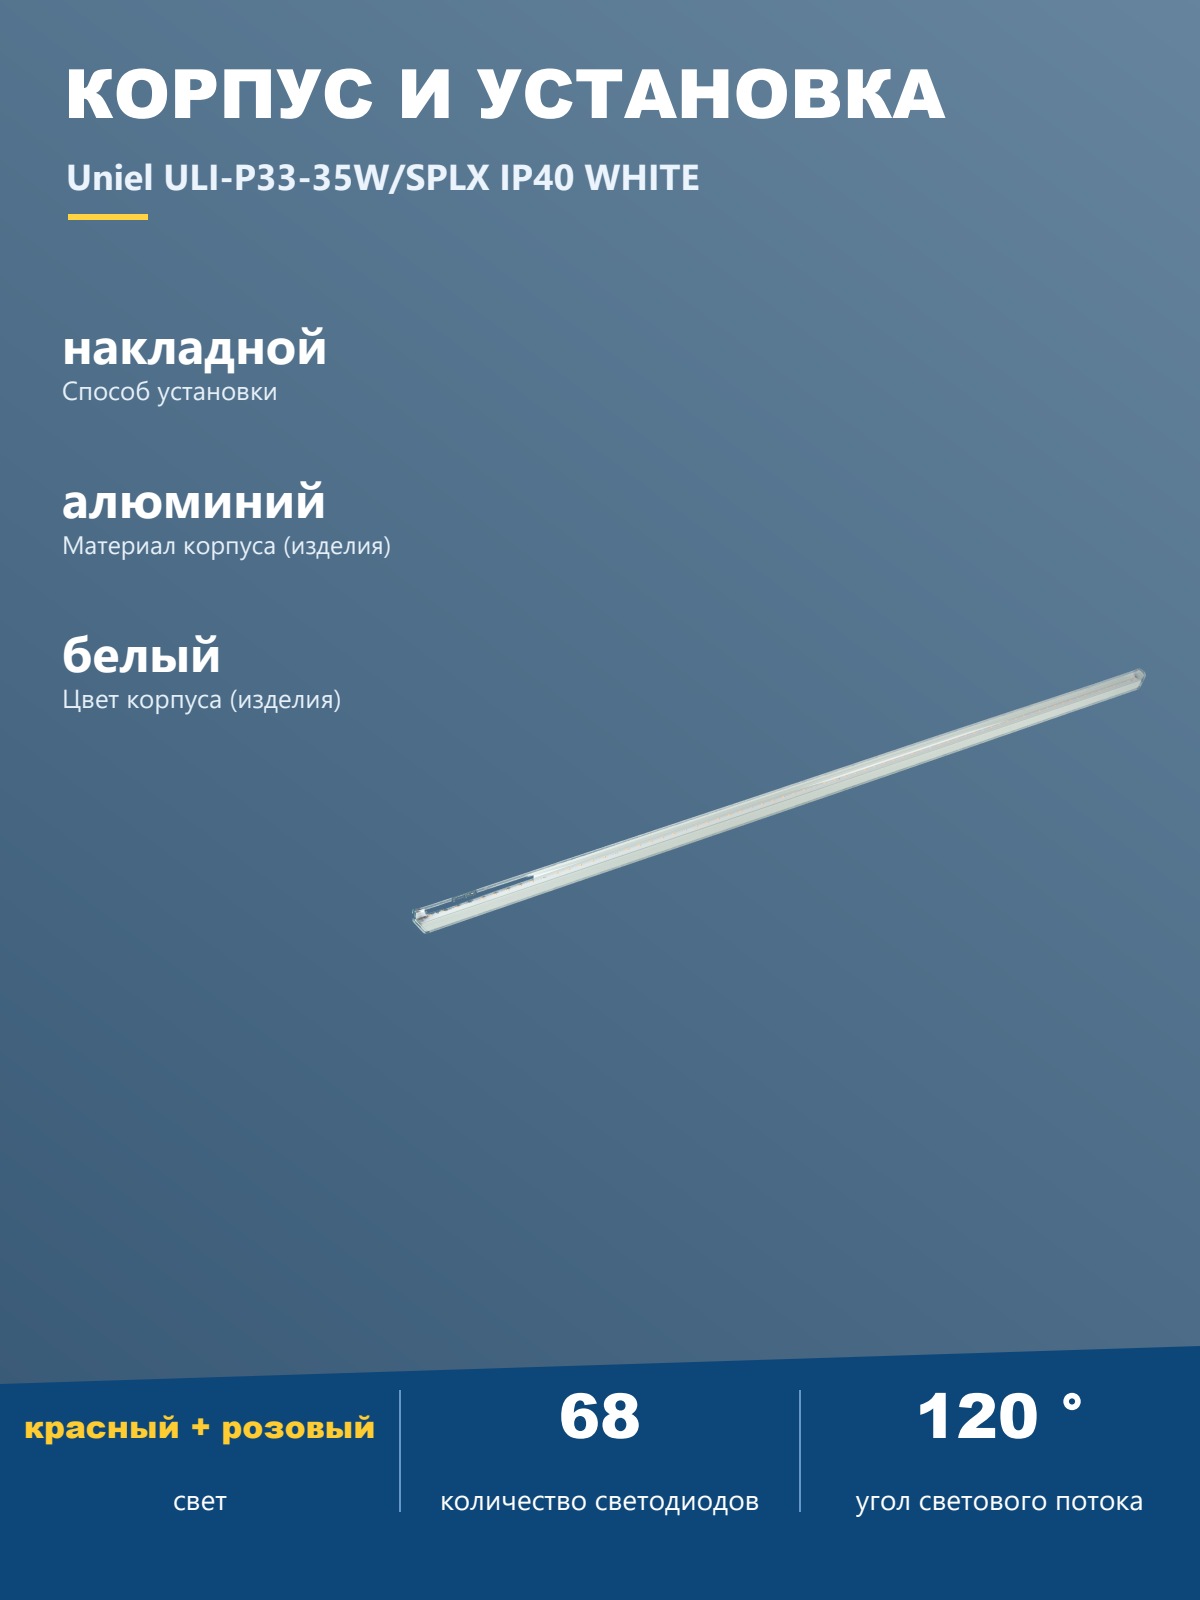 КОРПУС И УСТАНОВКА
Uniel ULI-P33-35W/SPLX IP40 WHITE
накладной
Способ установки
алюминий
Материал корпуса (изделия)
белый
Цвет корпуса (изделия)
красный + розовый
свет
68
количество светодиодов
120 °
угол светового потока